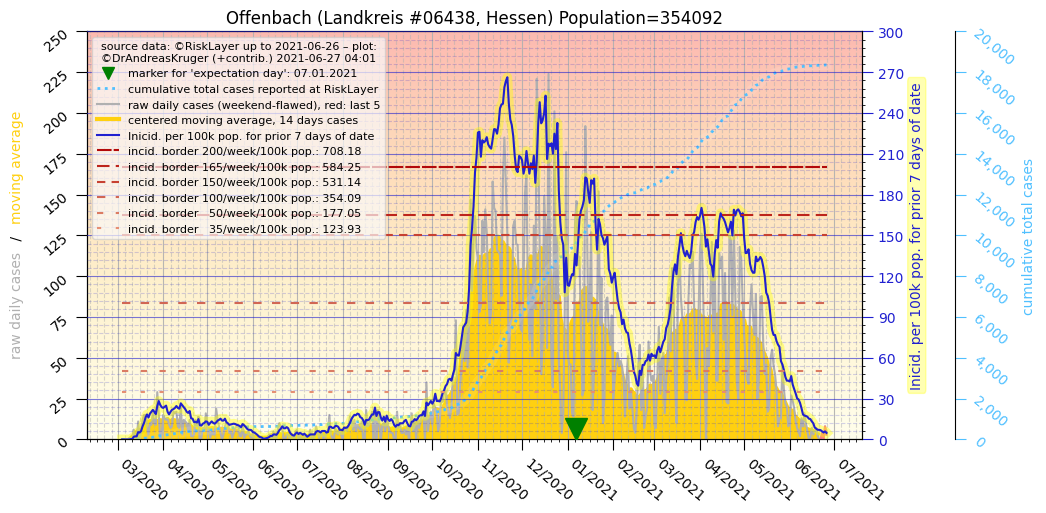 Offenbach (Landkreis #06438, Hessen) Population=354092
source data: ©RiskLayer up to 2021-06-26 – plot:
©DrAndreasKruger (+contrib.) 2021-06-27 04:01
marker for 'expectation day': 07.01.2021
cumulative total cases reported at RiskLayer
raw daily cases (weekend-flawed), red: last 5
centered moving average, 14 days cases
Inicid. per 100k pop. for prior 7 days of date
incid. border 200/week/100k pop.: 708.18
incid. border 165/week/100k pop.: 584.25
incid. border 150/week/100k pop.: 531.14
incid. border 100/week/100k pop.: 354.09
incid. border   50/week/100k pop.: 177.05
incid. border   35/week/100k pop.: 123.93
raw daily cases   /   moving average
250
225
200
175
150
125
100
75
50
25
0
03/2020
04/2020
05/2020
06/2020
07/2020
08/2020
09/2020
10/2020
11/2020
12/2020
01/2021
02/2021
03/2021
04/2021
05/2021
06/2021
07/2021
300
270
240
210
180
150
120
90
60
30
0
Inicid. per 100k pop. for prior 7 days of date
20,000
18,000
16,000
14,000
12,000
10,000
8,000
6,000
4,000
2,000
0
cumulative total cases